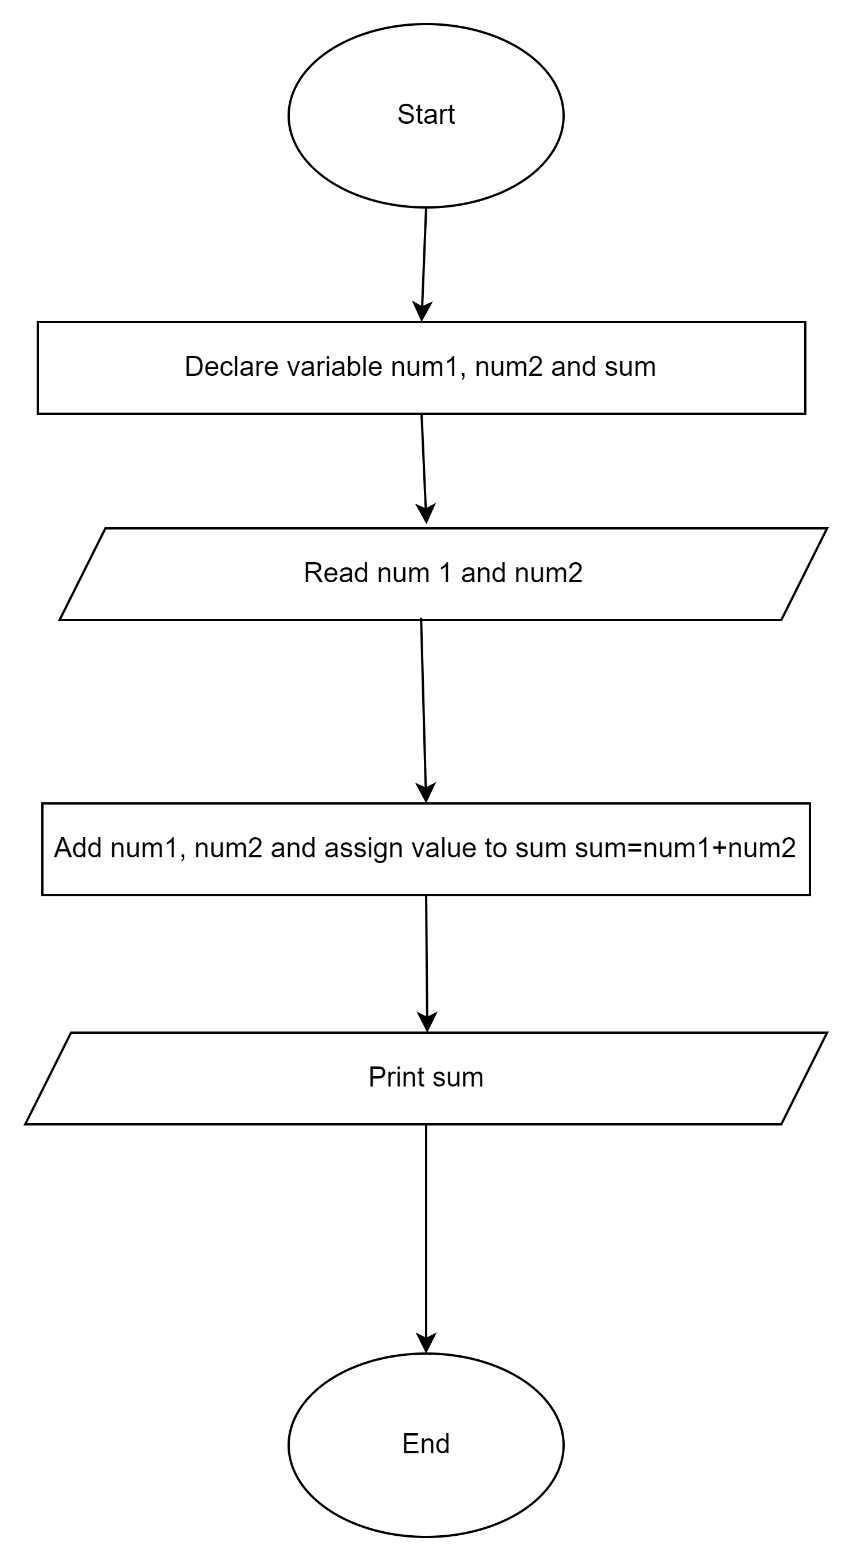 Start
Declare variable num1, num2 and sum
Read num 1 and num2
Add num1, num2 and assign value to sum sum=num1+num2
Print sum
End